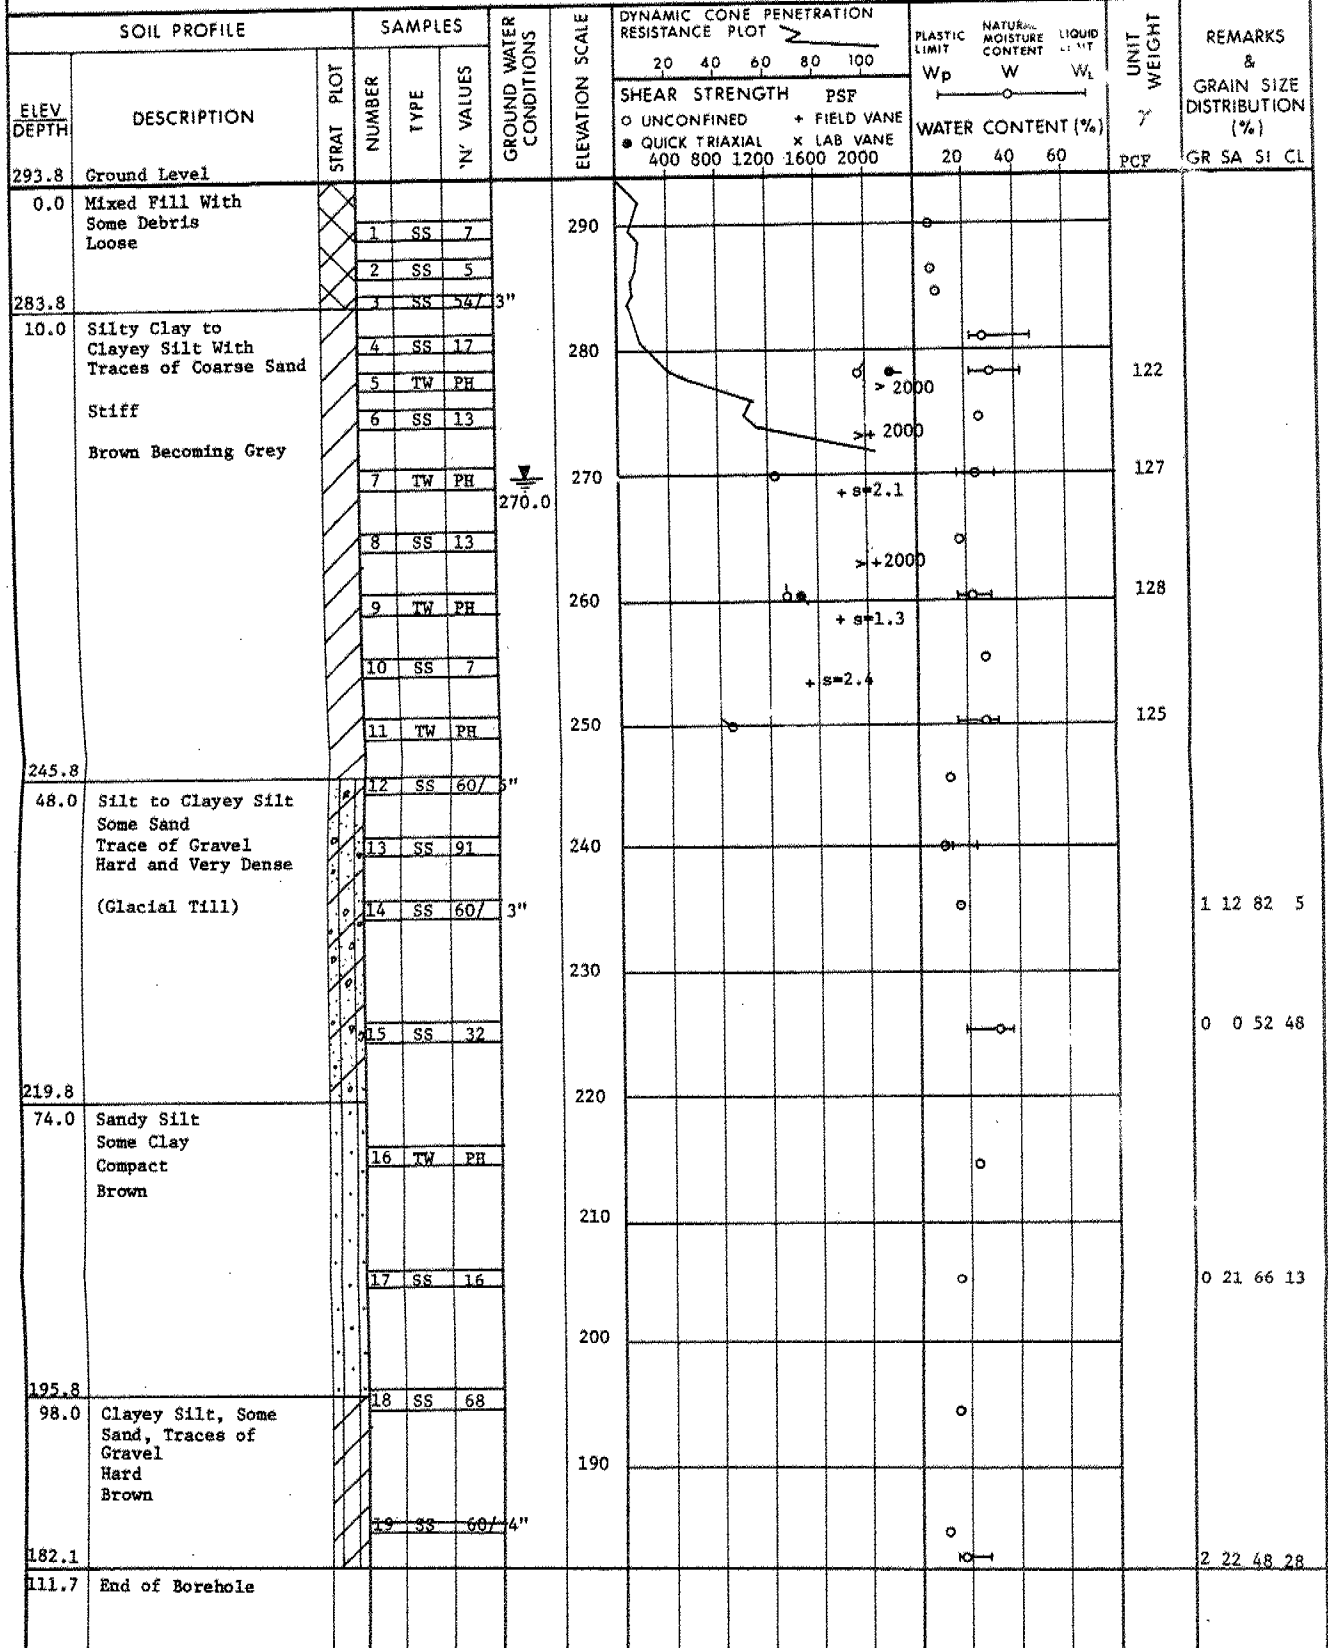 SOIL PROFILE
SAMPLES
GROUND WATER CONDITIONS
ELEVATION SCALE
DYNAMIC CONE PENETRATION
RESISTANCE PLOT
20 40 60 80 100
SHEAR STRENGTH PSF
UNCONFINED + FIELD VANE
QUICK TRIAXIAL x LAB VANE
400 800 1200 1600 2000
PLASTIC LIMIT
NATURAL MOISTURE CONTENT
LIQUID
Wp W WL
WATER CONTENT (%)
20 40 60
UNIT WEIGHT
γ
PCF
REMARKS
&
GRAIN SIZE
DISTRIBUTION
(%)
GR SA SI CL
ELEV
DEPTH
DESCRIPTION
STRAT PLOT
NUMBER
TYPE
'N' VALUES
293.8 Ground Level
0.0 Mixed Fill With
Some Debris
Loose
1 SS 7
290
2 SS 5
283.8
3 SS 54/ 3"
10.0 Silty Clay to
Clayey Silt With
Traces of Coarse Sand
Stiff
Brown Becoming Grey
4 SS 17
280
5 TW PH
> 2000
122
6 SS 13
>+ 2000
7 TW PH
270.0
270
+ s=2.1
127
8 SS 13
> +2000
9 TW PH
260
+ s=1.3
128
10 SS 7
+ s=2.4
11 TW PH
250
125
245.8
12 SS 60/ 5"
48.0 Silt to Clayey Silt
Some Sand
Trace of Gravel
Hard and Very Dense
(Glacial Till)
13 SS 91
240
14 SS 60/ 3"
1 12 82 5
230
15 SS 32
0 0 52 48
219.8
220
74.0 Sandy Silt
Some Clay
Compact
Brown
16 TW PH
210
17 SS 16
0 21 66 13
200
195.8
18 SS 68
98.0 Clayey Silt, Some
Sand, Traces of
Gravel
Hard
Brown
190
19 SS 60/ 4"
182.1
2 22 48 28
111.7 End of Borehole